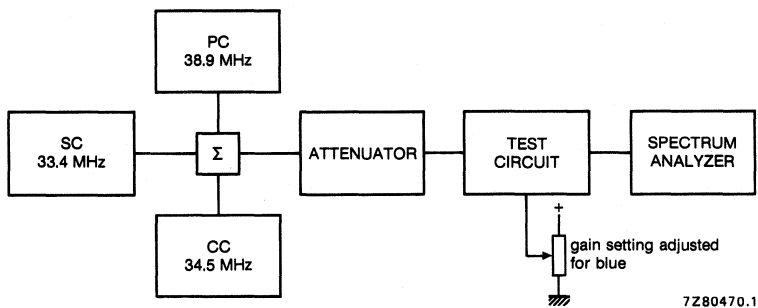 PC
38.9 MHz
SC
33.4 MHz
Σ
ATTENUATOR
TEST
CIRCUIT
SPECTRUM
ANALYZER
CC
34.5 MHz
+
gain setting adjusted
for blue
7Z80470.1